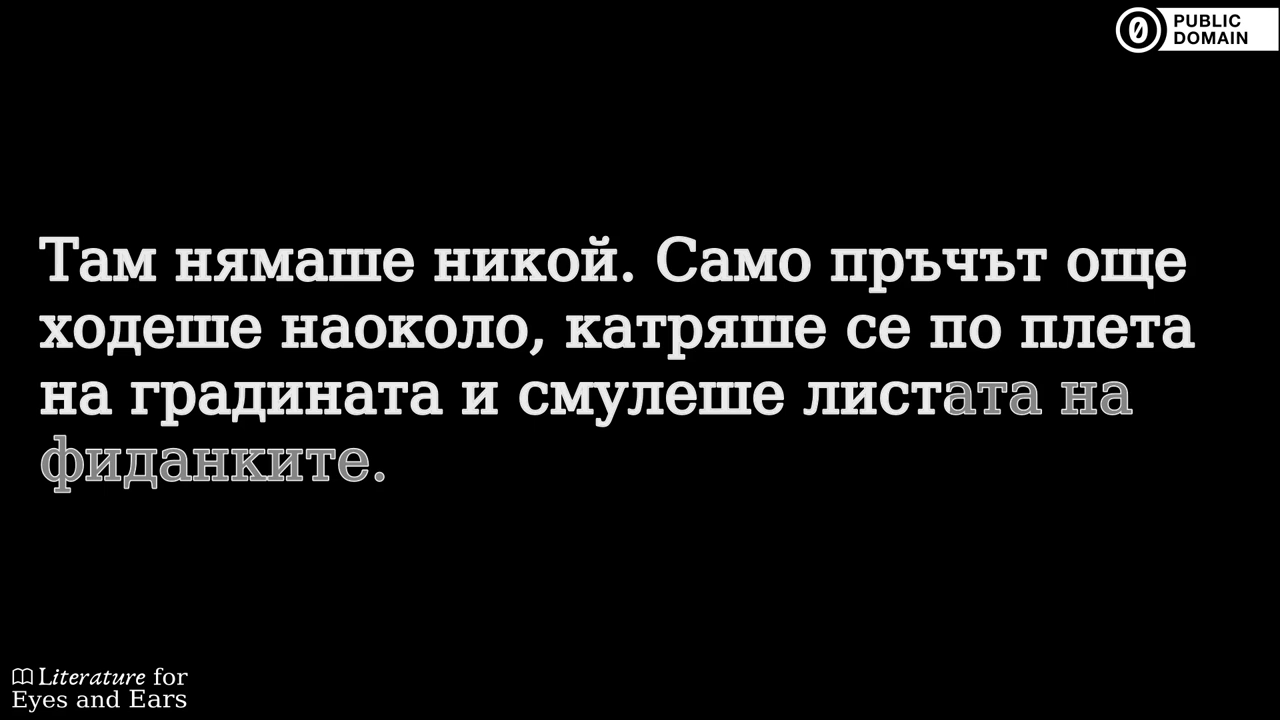 PUBLIC
DOMAIN
Там нямаше никой. Само пръчът още
ходеше наоколо, катряше се по плета
на градината и смулеше листата на
фиданките.
Literature for
Eyes and Ears